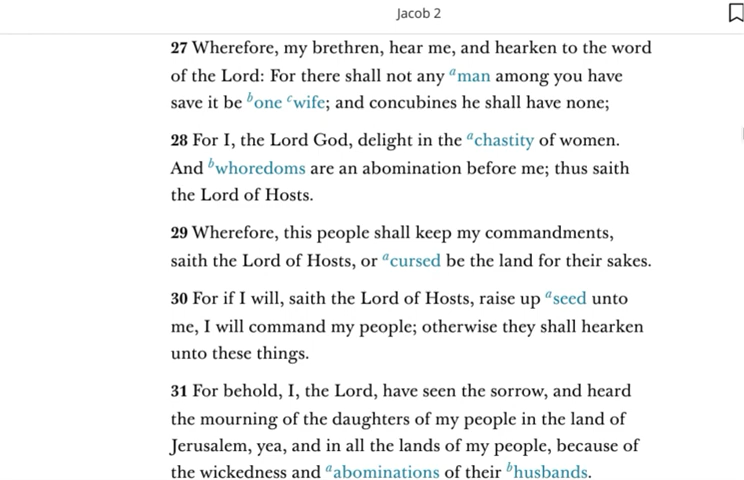 Jacob 2
27 Wherefore, my brethren, hear me, and hearken to the word
of the Lord: For there shall not any aman among you have
save it be bone cwife; and concubines he shall have none;
28 For I, the Lord God, delight in the achastity of women.
And bwhoredoms are an abomination before me; thus saith
the Lord of Hosts.
29 Wherefore, this people shall keep my commandments,
saith the Lord of Hosts, or acursed be the land for their sakes.
30 For if I will, saith the Lord of Hosts, raise up aseed unto
me, I will command my people; otherwise they shall hearken
unto these things.
31 For behold, I, the Lord, have seen the sorrow, and heard
the mourning of the daughters of my people in the land of
Jerusalem, yea, and in all the lands of my people, because of
the wickedness and aabominations of their bhusbands.